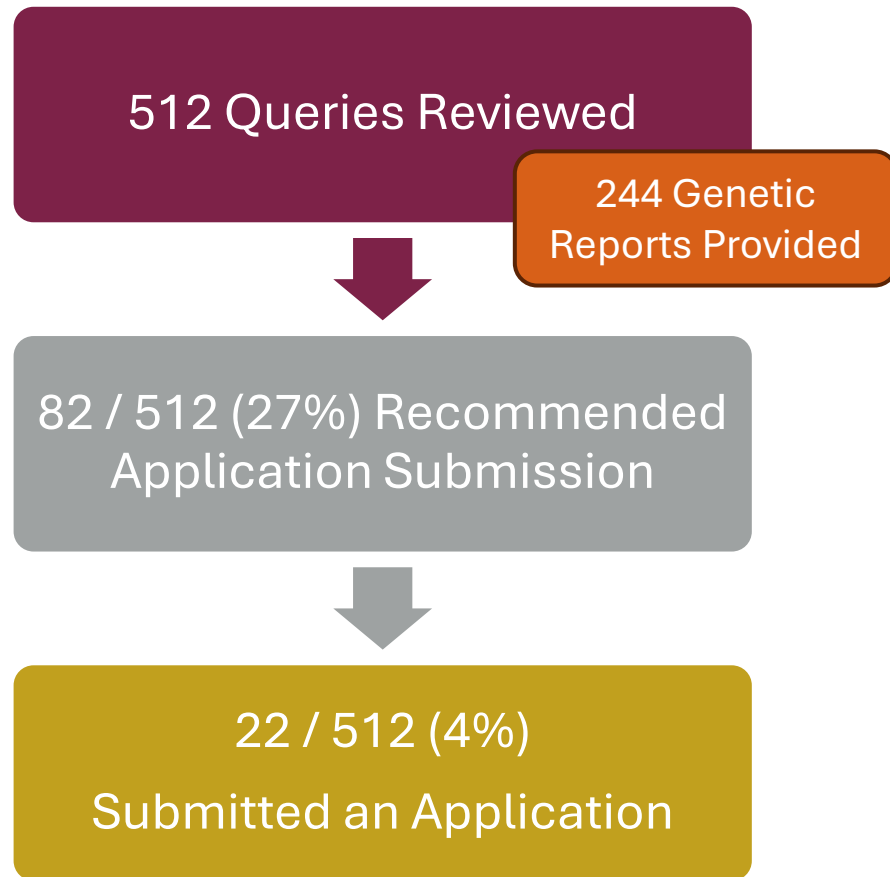 512 Queries Reviewed
244 Genetic
Reports Provided
82 / 512 (27%) Recommended
Application Submission
22 / 512 (4%)
Submitted an Application